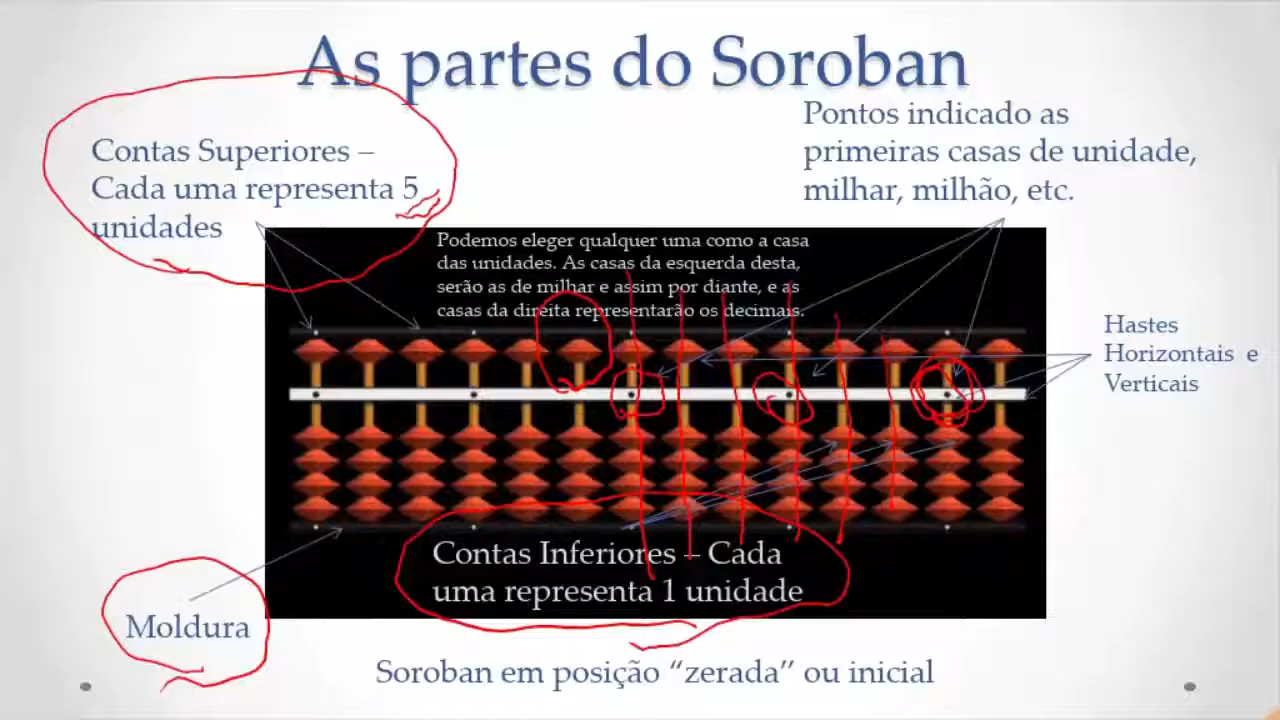 As partes do Soroban
Contas Superiores –
Cada uma representa 5
unidades
Pontos indicado as
primeiras casas de unidade,
milhar, milhão, etc.
Podemos eleger qualquer uma como a casa
das unidades. As casas da esquerda desta,
serão as de milhar e assim por diante, e as
casas da direita representarão os decimais.
Hastes
Horizontais e
Verticais
Contas Inferiores – Cada
uma representa 1 unidade
Moldura
Soroban em posição “zerada” ou inicial